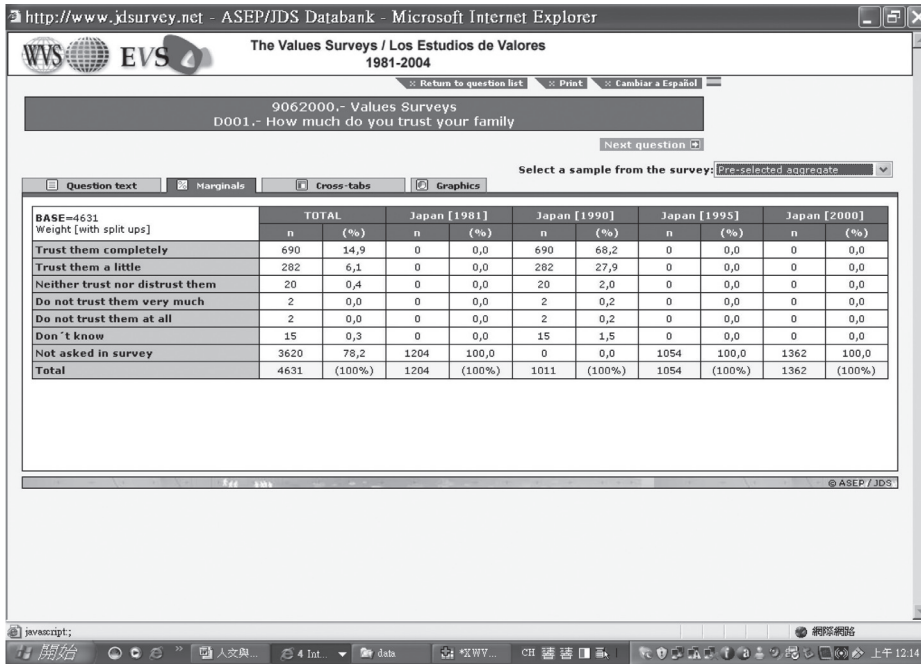 http://www.jdsurvey.net - ASEP/JDS Databank - Microsoft Internet Explorer
WVS EVS
The Values Surveys / Los Estudios de Valores
1981-2004
Return to question list Print Cambiar a Español
9062000.- Values Surveys
D001.- How much do you trust your family
Next question
Select a sample from the survey: Pre-selected aggregate
Question text Marginals Cross-tabs Graphics
BASE=4631
Weight [with split ups]
TOTAL Japan [1981] Japan [1990] Japan [1995] Japan [2000]
n (%) n (%) n (%) n (%) n (%)
Trust them completely 690 14,9 0 0,0 690 68,2 0 0,0 0 0,0
Trust them a little 282 6,1 0 0,0 282 27,9 0 0,0 0 0,0
Neither trust nor distrust them 20 0,4 0 0,0 20 2,0 0 0,0 0 0,0
Do not trust them very much 2 0,0 0 0,0 2 0,2 0 0,0 0 0,0
Do not trust them at all 2 0,0 0 0,0 2 0,2 0 0,0 0 0,0
Don´t know 15 0,3 0 0,0 15 1,5 0 0,0 0 0,0
Not asked in survey 3620 78,2 1204 100,0 0 0,0 1054 100,0 1362 100,0
Total 4631 (100%) 1204 (100%) 1011 (100%) 1054 (100%) 1362 (100%)
© ASEP / JDS
javascript:; 網際網路
開始 人文與... 4 Int... data *XWV... CH 上午 12:14